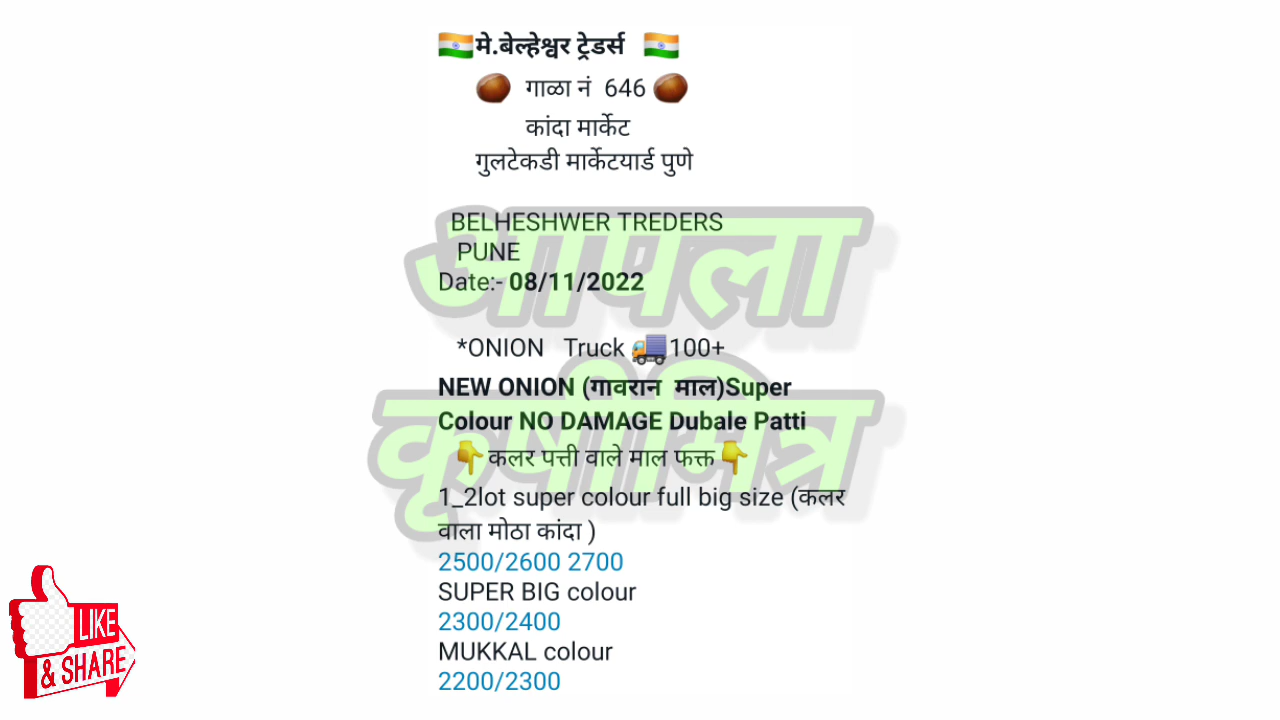 🇮🇳मे.बेल्हेश्वर ट्रेडर्स 🇮🇳
🌰 गाळा नं 646 🌰
कांदा मार्केट
गुलटेकडी मार्केटयार्ड पुणे
BELHESHWER TREDERS
PUNE
Date:- 08/11/2022
*ONION Truck 🚛100+
NEW ONION (गावरान माल)Super
Colour NO DAMAGE Dubale Patti
👇कलर पत्ती वाले माल फक्त👇
1_2lot super colour full big size (कलर
वाला मोठा कांदा )
2500/2600 2700
SUPER BIG colour
2300/2400
MUKKAL colour
2200/2300
आपला
कृषीमित्र
LIKE
& SHARE